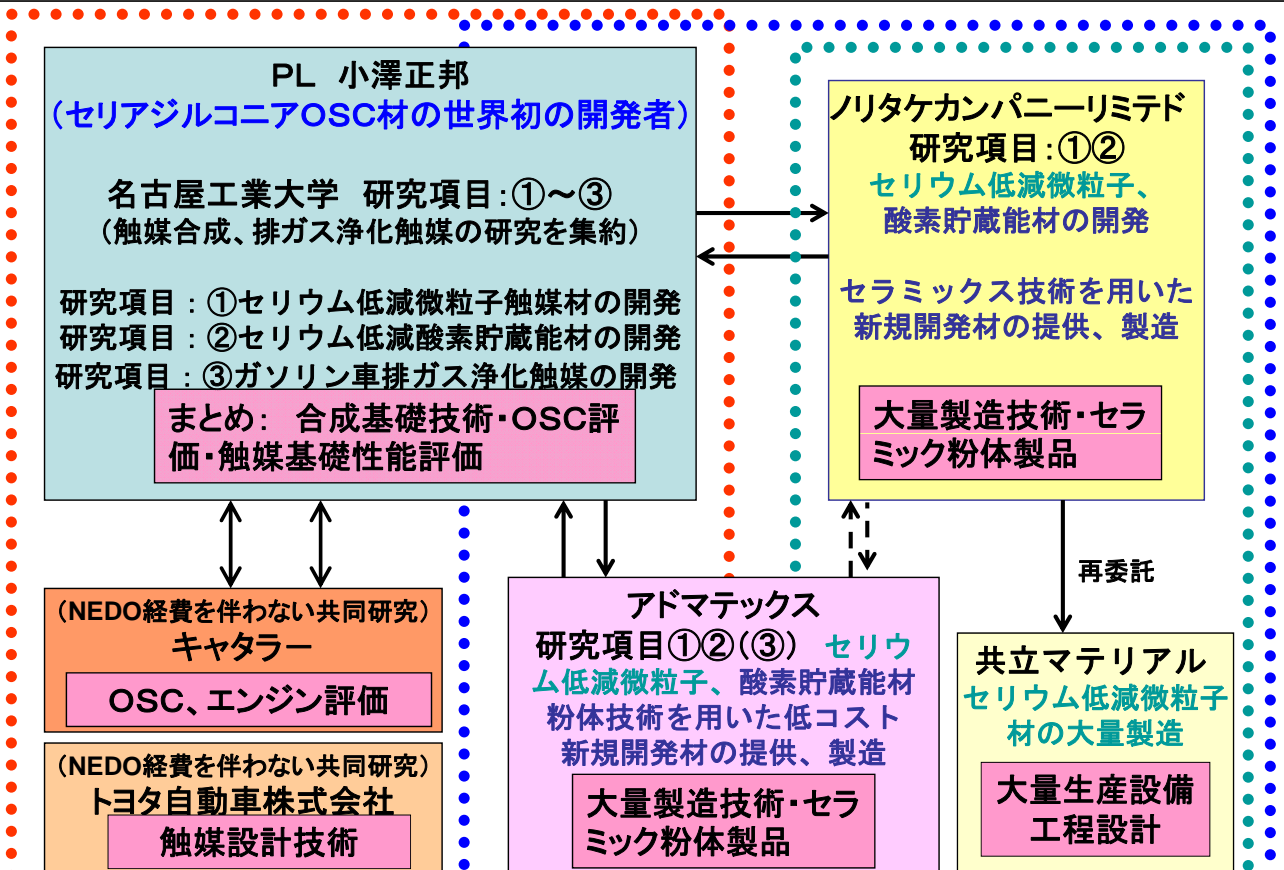 PL 小澤正邦
（セリアジルコニアOSC材の世界初の開発者）
名古屋工業大学 研究項目：①～③
（触媒合成、排ガス浄化触媒の研究を集約）
研究項目：①セリウム低減微粒子触媒材の開発
研究項目：②セリウム低減酸素貯蔵能材の開発
研究項目：③ガソリン車排ガス浄化触媒の開発
まとめ： 合成基礎技術・OSC評
価・触媒基礎性能評価
ノリタケカンパニーリミテド
研究項目：①②
セリウム低減微粒子、
酸素貯蔵能材の開発
セラミックス技術を用いた
新規開発材の提供、製造
大量製造技術・セラ
ミック粉体製品
再委託
（NEDO経費を伴わない共同研究）
キャタラー
OSC、エンジン評価
（NEDO経費を伴わない共同研究）
トヨタ自動車株式会社
触媒設計技術
アドマテックス
研究項目①②（③） セリウ
ム低減微粒子、酸素貯蔵能材
粉体技術を用いた低コスト
新規開発材の提供、製造
大量製造技術・セラ
ミック粉体製品
共立マテリアル
セリウム低減微粒子
材の大量製造
大量生産設備
工程設計